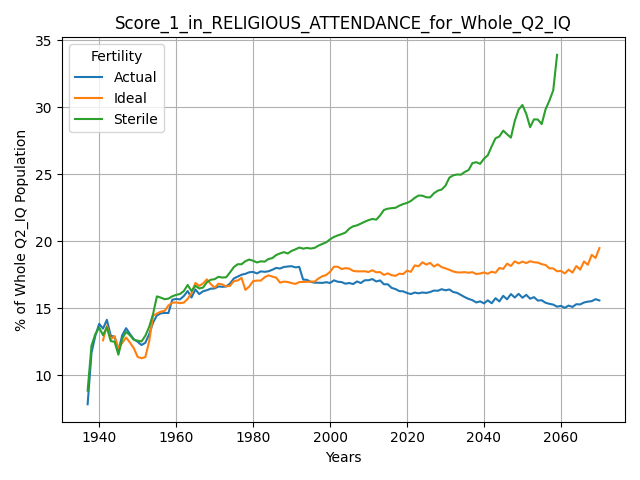 Score_1_in_RELIGIOUS_ATTENDANCE_for_Whole_Q2_IQ
Fertility
Actual
Ideal
Sterile
% of Whole Q2_IQ Population
35
30
25
20
15
10
1940 1960 1980 2000 2020 2040 2060
Years